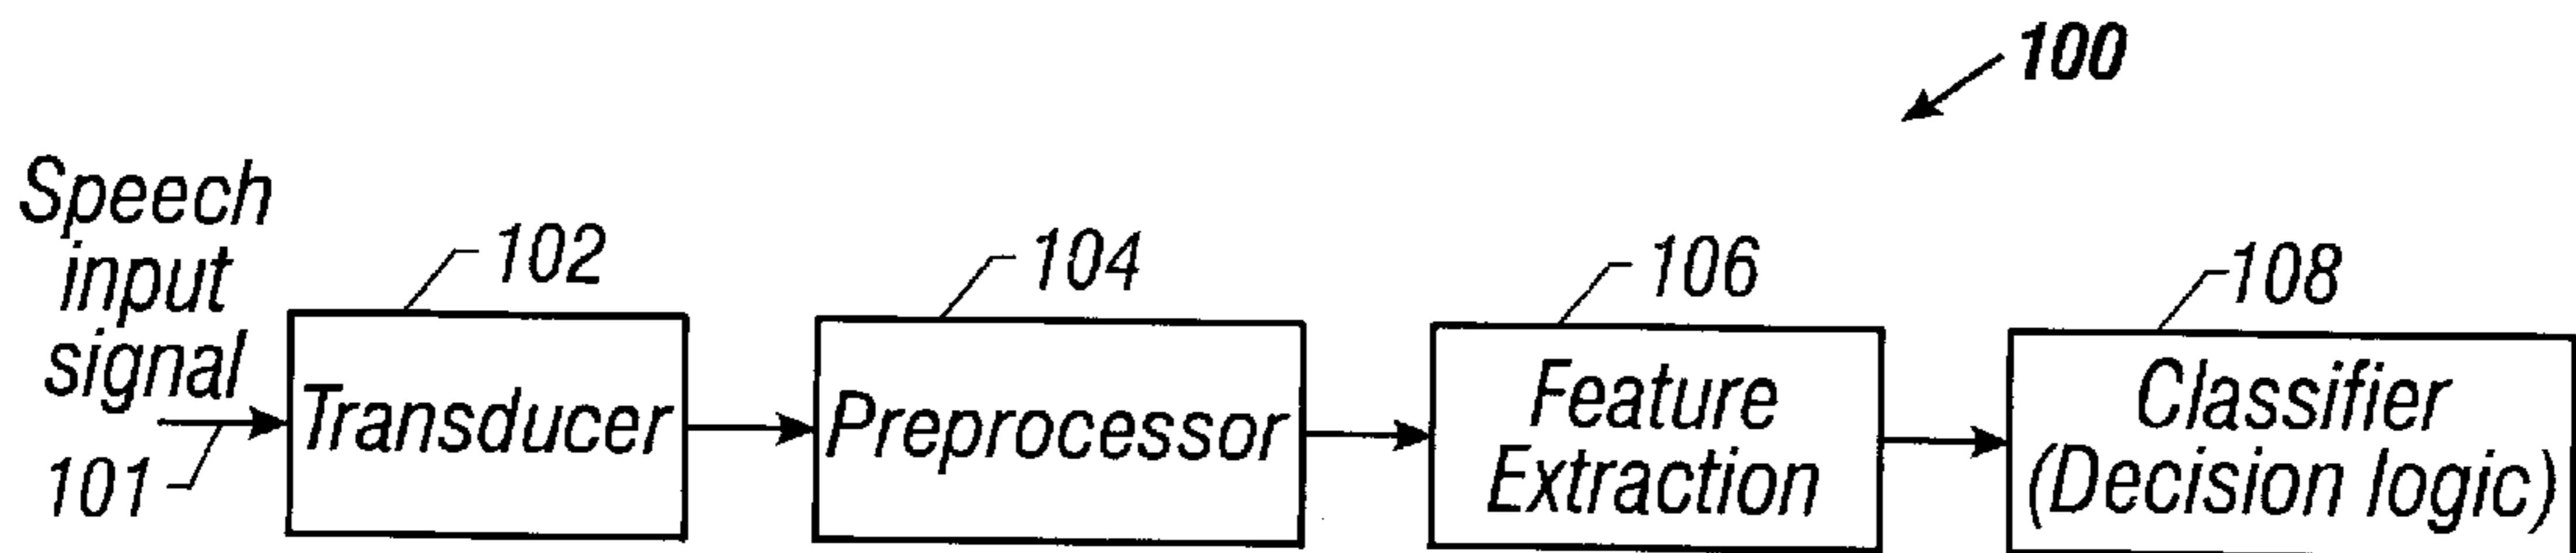 100
Speech
input
signal
101
102
Transducer
104
Preprocessor
106
Feature
Extraction
108
Classifier
(Decision logic)